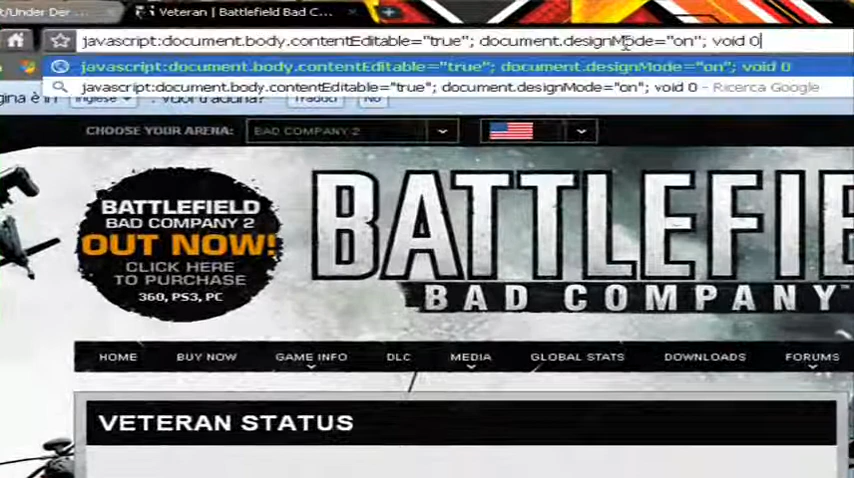 t/Under Der
Veteran | Battlefield Bad C...
javascript:document.body.contentEditable="true"; document.designMode="on"; void 0
javascript:document.body.contentEditable="true"; document.designMode="on"; void 0
javascript:document.body.contentEditable="true"; document.designMode="on"; void 0 - Ricerca Google
gina è in Inglese . Vuoi tradurla? Traduci No
CHOOSE YOUR ARENA: BAD COMPANY 2
BATTLEFIELD
BAD COMPANY 2
OUT NOW!
CLICK HERE
TO PURCHASE
360, PS3, PC
BATTLEFIE
BAD COMPANY™
HOME BUY NOW GAME INFO DLC MEDIA GLOBAL STATS DOWNLOADS FORUMS
VETERAN STATUS